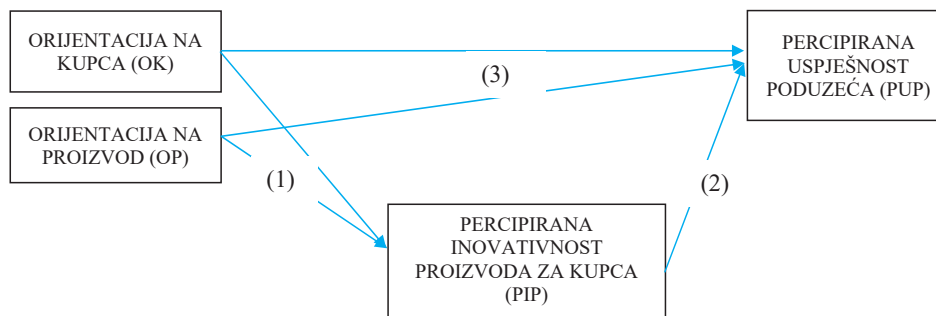 ORIJENTACIJA NA
KUPCA (OK)
PERCIPIRANA
USPJEŠNOST
PODUZEĆA (PUP)
(3)
ORIJENTACIJA NA
PROIZVOD (OP)
(1)
(2)
PERCIPIRANA
INOVATIVNOST
PROIZVODA ZA KUPCA
(PIP)